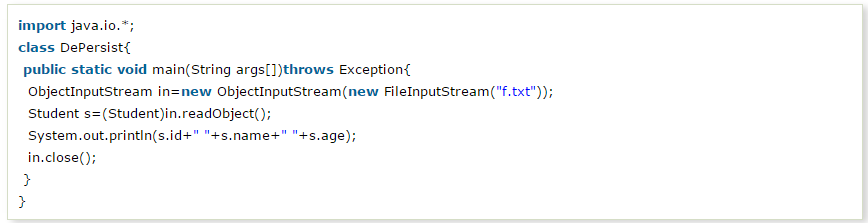 import java.io.*;
class DePersist{
public static void main(String args[])throws Exception{
ObjectInputStream in=new ObjectInputStream(new FileInputStream("f.txt"));
Student s=(Student)in.readObject();
System.out.println(s.id+" "+s.name+" "+s.age);
in.close();
}
}